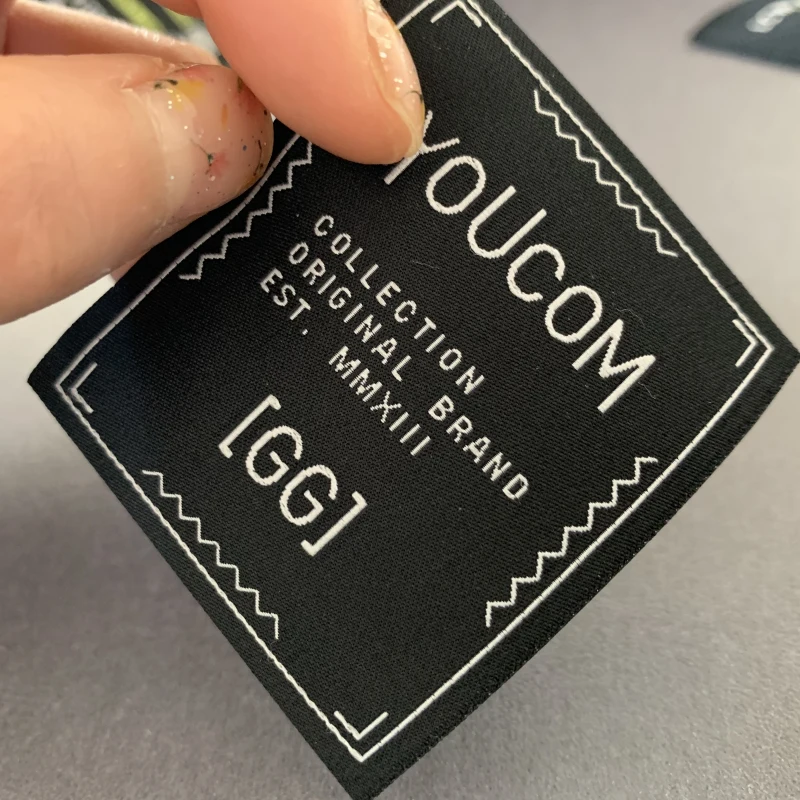 YOUCOM
COLLECTION
ORIGINAL BRAND
EST. MMXIII
[GG]